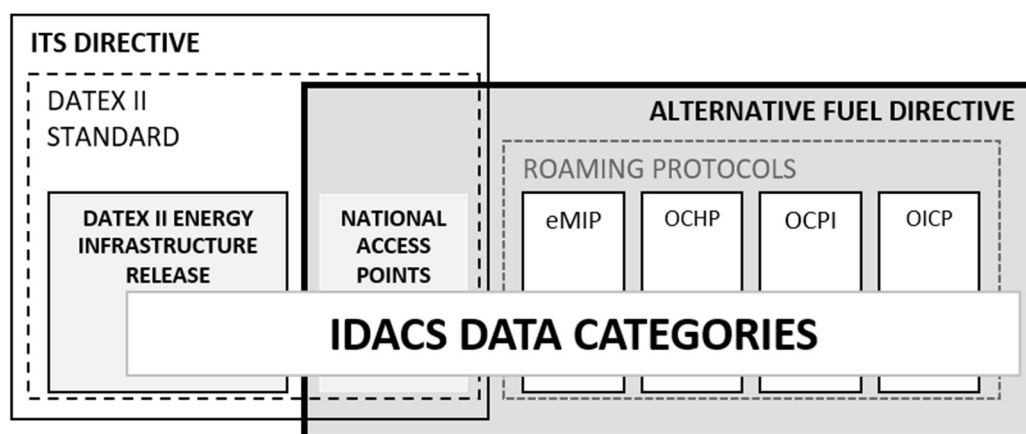 ITS DIRECTIVE
DATEX II
STANDARD
DATEX II ENERGY
INFRASTRUCTURE
RELEASE
NATIONAL
ACCESS
POINTS
ALTERNATIVE FUEL DIRECTIVE
ROAMING PROTOCOLS
eMIP
OCHP
OCPI
OICP
IDACS DATA CATEGORIES